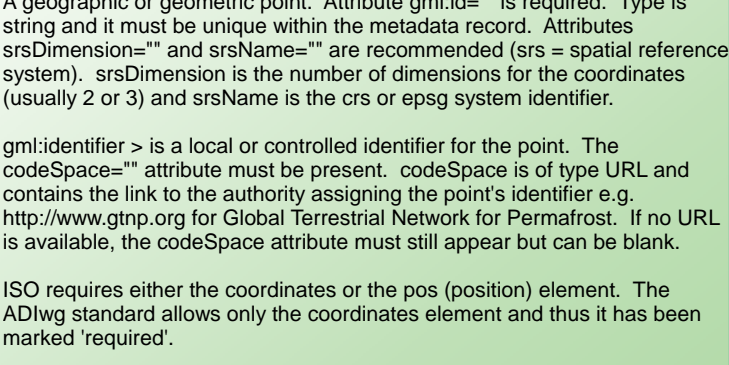 A geographic or geometric point. Attribute gml:id="" is required. Type is
string and it must be unique within the metadata record. Attributes
srsDimension="" and srsName="" are recommended (srs = spatial reference
system). srsDimension is the number of dimensions for the coordinates
(usually 2 or 3) and srsName is the crs or epsg system identifier.
gml:identifier > is a local or controlled identifier for the point. The
codeSpace="" attribute must be present. codeSpace is of type URL and
contains the link to the authority assigning the point's identifier e.g.
http://www.gtnp.org for Global Terrestrial Network for Permafrost. If no URL
is available, the codeSpace attribute must still appear but can be blank.
ISO requires either the coordinates or the pos (position) element. The
ADIwg standard allows only the coordinates element and thus it has been
marked 'required'.